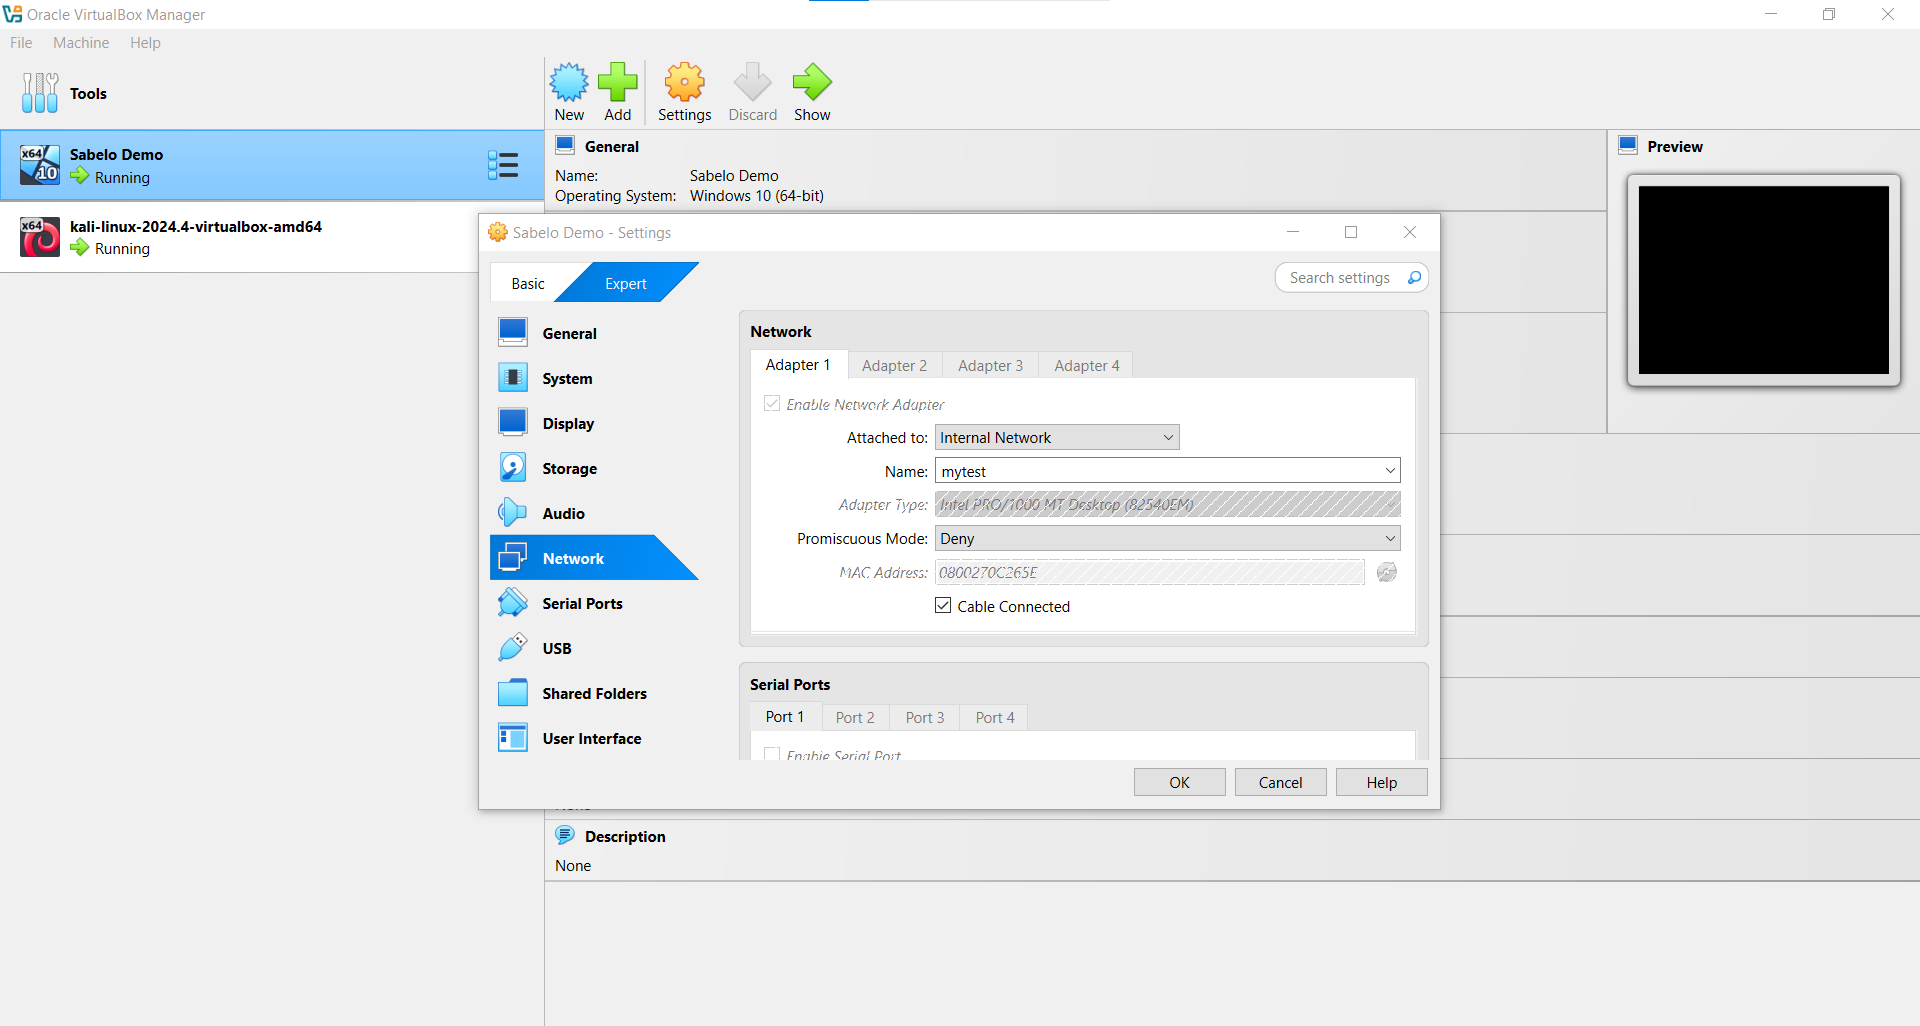 Oracle VirtualBox Manager
File Machine Help
Tools
New Add Settings Discard Show
x64
10
Sabelo Demo
Running
x64
kali-linux-2024.4-virtualbox-amd64
Running
General
Name: Sabelo Demo
Operating System: Windows 10 (64-bit)
Preview
Sabelo Demo - Settings
Basic Expert
Search settings
General
System
Display
Storage
Audio
Network
Serial Ports
USB
Shared Folders
User Interface
Network
Adapter 1 Adapter 2 Adapter 3 Adapter 4
Enable Network Adapter
Attached to: Internal Network
Name: mytest
Adapter Type: Intel PRO/1000 MT Desktop (82540EM)
Promiscuous Mode: Deny
MAC Address: 0800270C265E
Cable Connected
Serial Ports
Port 1 Port 2 Port 3 Port 4
Enable Serial Port
OK Cancel Help
Description
None